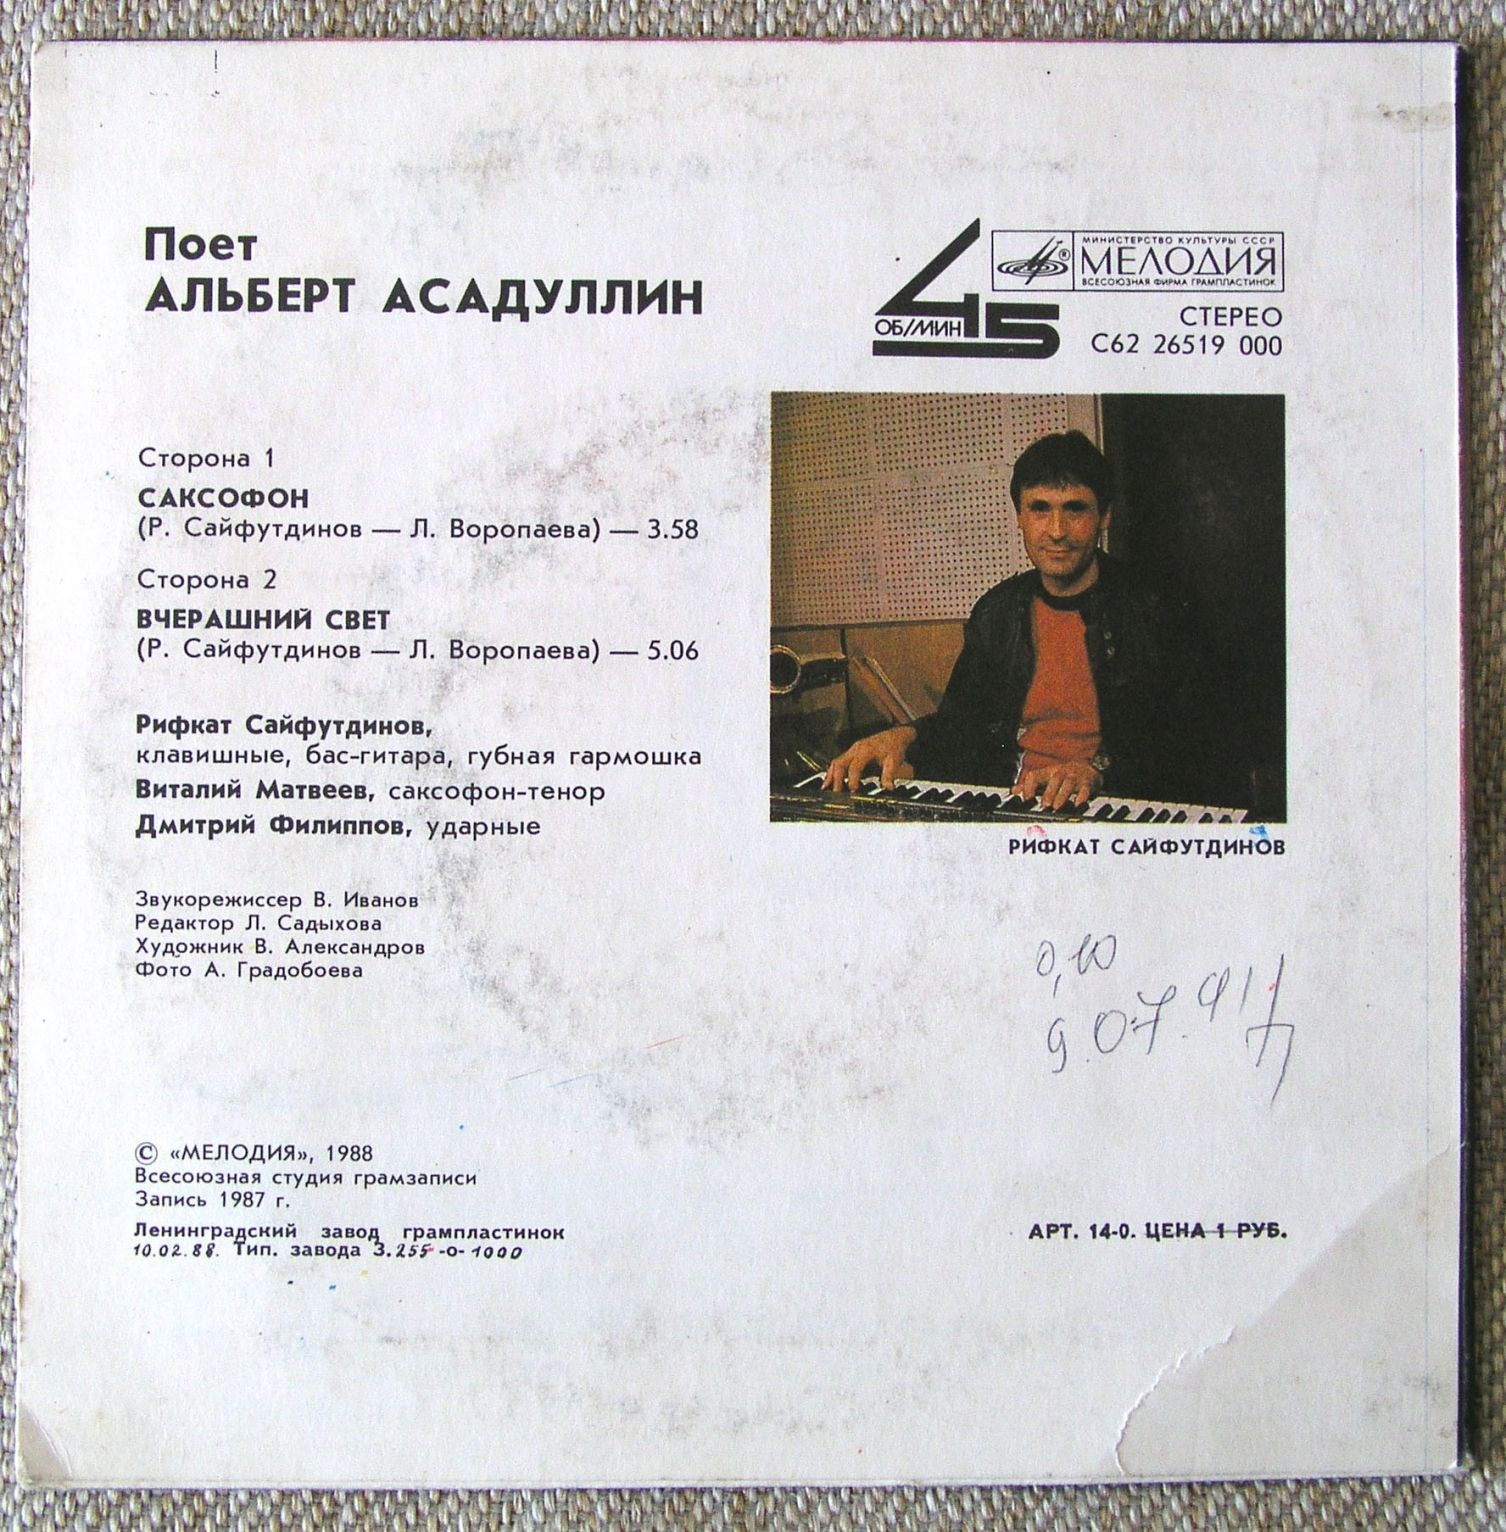 Поет
АЛЬБЕРТ АСАДУЛЛИН
45
ОБ/МИН
МИНИСТЕРСТВО КУЛЬТУРЫ СССР
МЕЛОДИЯ
ВСЕСОЮЗНАЯ ФИРМА ГРАМПЛАСТИНОК
СТЕРЕО
С62 26519 000
Сторона 1
САКСОФОН
(Р. Сайфутдинов — Л. Воропаева) — 3.58
Сторона 2
ВЧЕРАШНИЙ СВЕТ
(Р. Сайфутдинов — Л. Воропаева) — 5.06
Рифкат Сайфутдинов,
клавишные, бас-гитара, губная гармошка
Виталий Матвеев, саксофон-тенор
Дмитрий Филиппов, ударные
РИФКАТ САЙФУТДИНОВ
Звукорежиссер В. Иванов
Редактор Л. Садыхова
Художник В. Александров
Фото А. Градобоева
0,10
9.07.91
© «МЕЛОДИЯ», 1988
Всесоюзная студия грамзаписи
Запись 1987 г.
Ленинградский завод грампластинок
10.02.88. Тип. завода З.255-о-1000
АРТ. 14-0. ЦЕНА 1 РУБ.